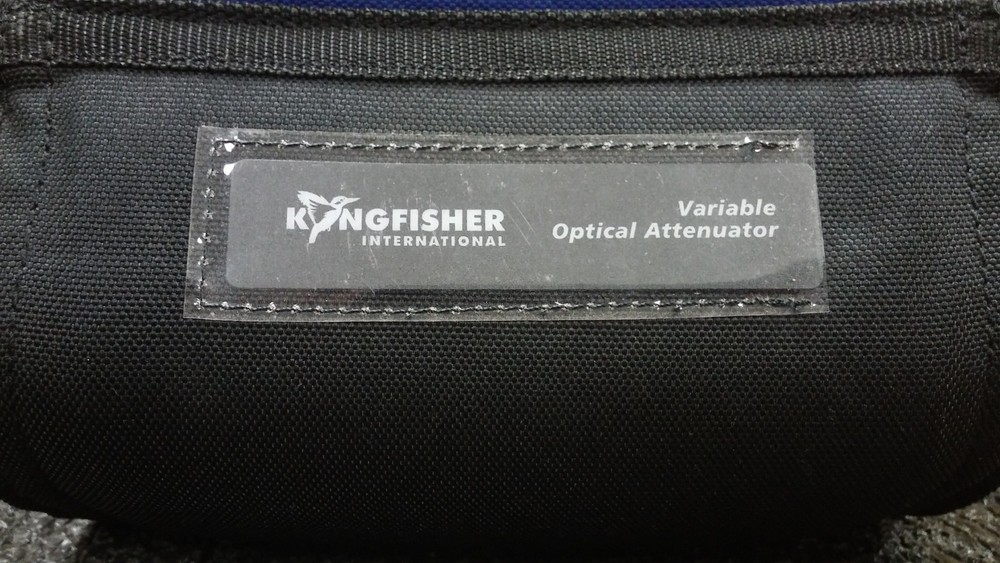 KINGFISHER
INTERNATIONAL
Variable
Optical Attenuator